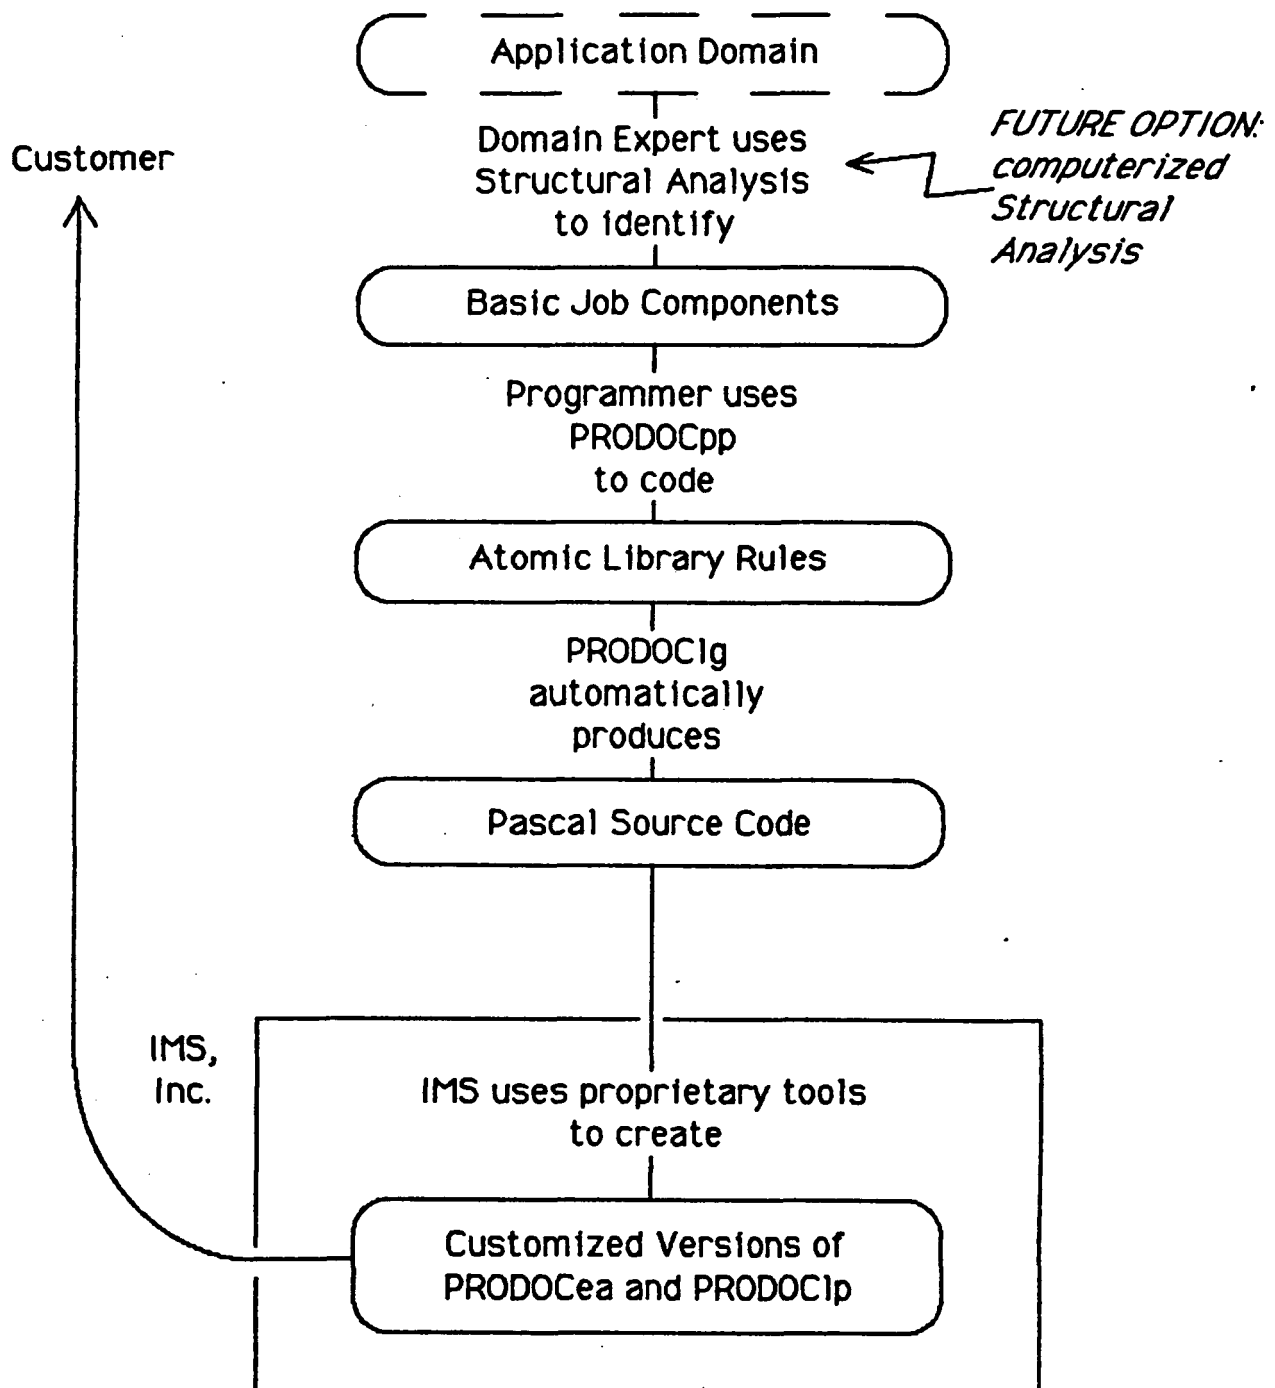 Application Domain
Customer
Domain Expert uses
Structural Analysis
to identify
FUTURE OPTION:
computerized
Structural
Analysis
Basic Job Components
Programmer uses
PRODOCpp
to code
Atomic Library Rules
PRODOClg
automatically
produces
Pascal Source Code
IMS,
Inc.
IMS uses proprietary tools
to create
Customized Versions of
PRODOCea and PRODOClp